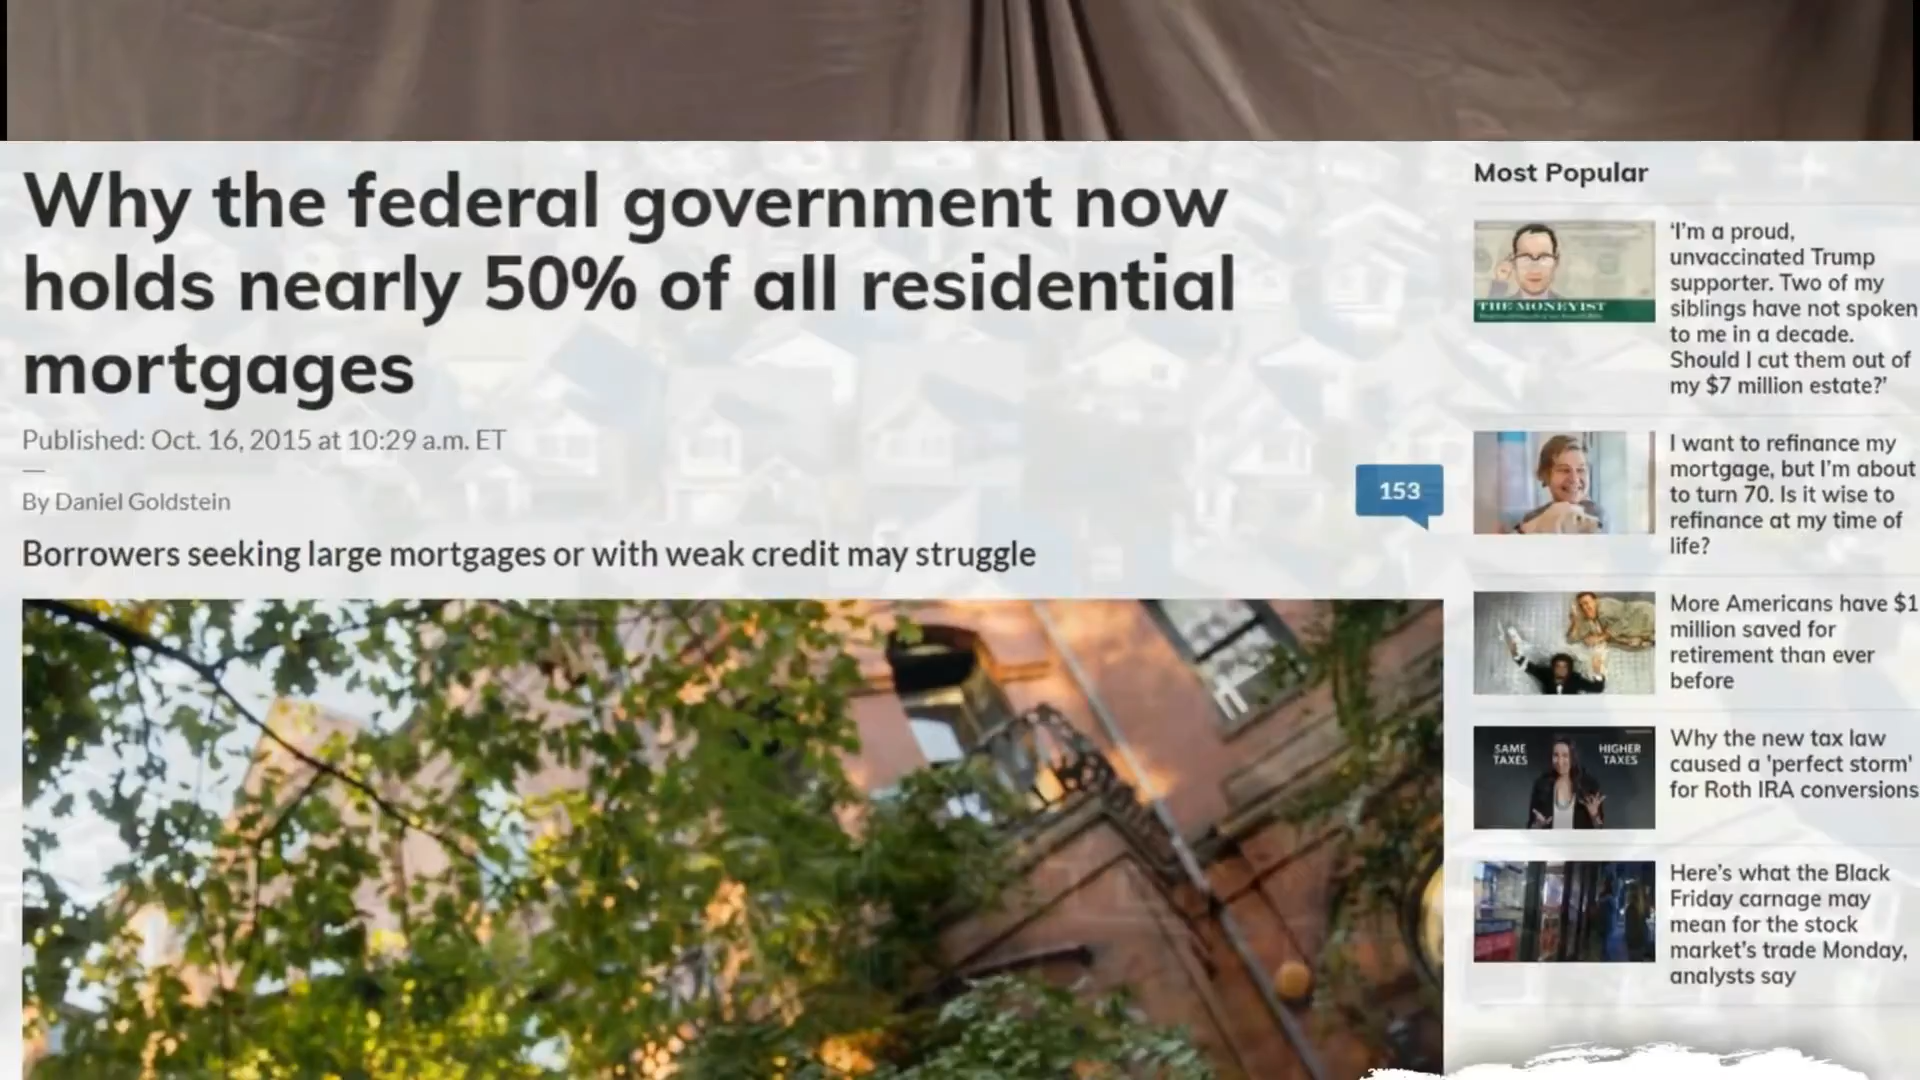 Why the federal government now
holds nearly 50% of all residential
mortgages
Published: Oct. 16, 2015 at 10:29 a.m. ET
By Daniel Goldstein
153
Borrowers seeking large mortgages or with weak credit may struggle
Most Popular
THE MONEYIST
‘I’m a proud,
unvaccinated Trump
supporter. Two of my
siblings have not spoken
to me in a decade.
Should I cut them out of
my $7 million estate?’
I want to refinance my
mortgage, but I’m about
to turn 70. Is it wise to
refinance at my time of
life?
More Americans have $1
million saved for
retirement than ever
before
SAME
TAXES
HIGHER
TAXES
Why the new tax law
caused a 'perfect storm'
for Roth IRA conversions
Here’s what the Black
Friday carnage may
mean for the stock
market’s trade Monday,
analysts say